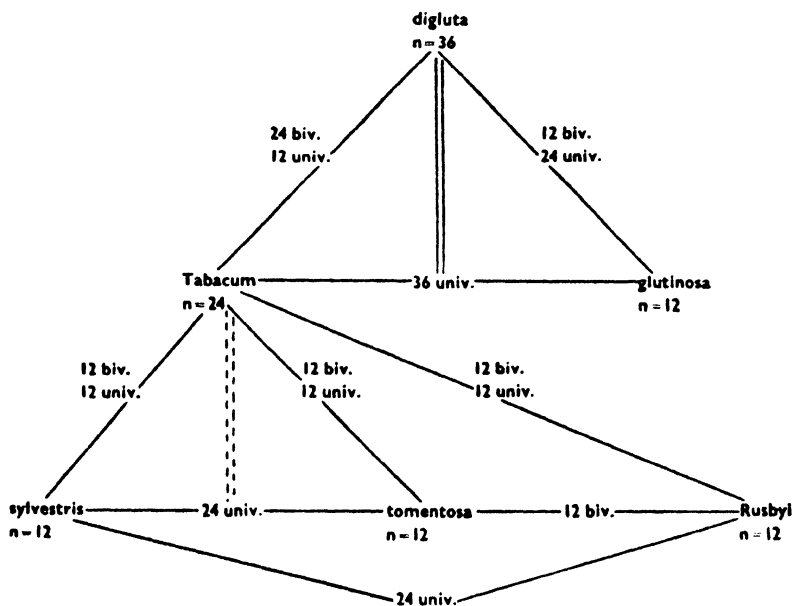 digluta
n=36
24 biv.
12 univ.
12 biv.
24 univ.
Tabacum
n=24
36 univ.
glutinosa
n=12
12 biv.
12 univ.
12 biv.
12 univ.
12 biv.
12 univ.
sylvestris
n=12
24 univ.
tomentosa
n=12
12 biv.
Rusbyl
n=12
24 univ.